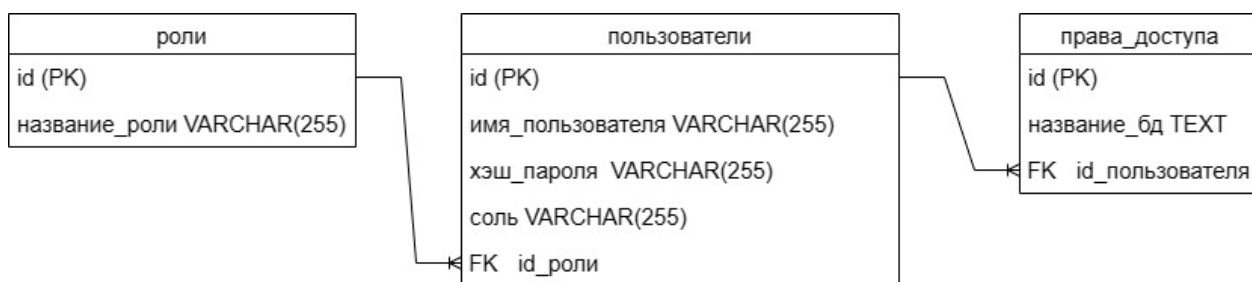 роли
id (PK)
название_роли VARCHAR(255)
пользователи
id (PK)
имя_пользователя VARCHAR(255)
хэш_пароля VARCHAR(255)
соль VARCHAR(255)
FK id_роли
права_доступа
id (PK)
название_бд TEXT
FK id_пользователя